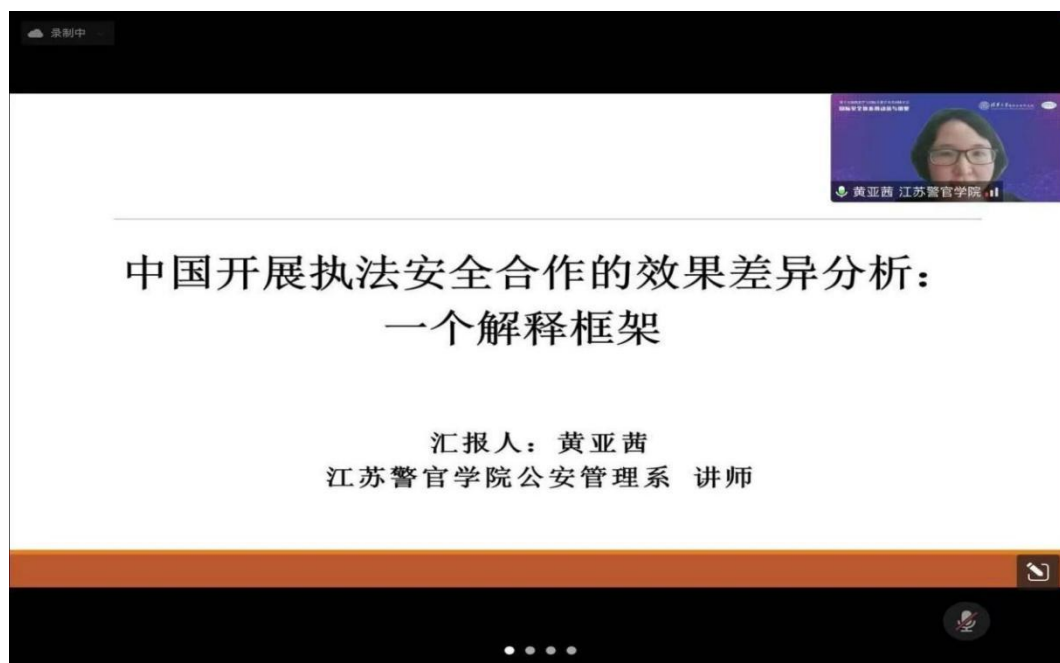 录制中
黄亚茜 江苏警官学院
中国开展执法安全合作的效果差异分析：
一个解释框架
汇报人：黄亚茜
江苏警官学院公安管理系 讲师